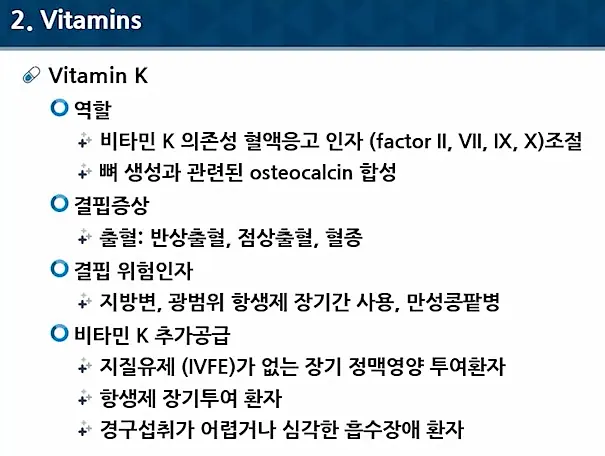 2. Vitamins
Vitamin K
역할
비타민 K 의존성 혈액응고 인자 (factor II, VII, IX, X)조절
뼈 생성과 관련된 osteocalcin 합성
결핍증상
출혈: 반상출혈, 점상출혈, 혈종
결핍 위험인자
지방변, 광범위 항생제 장기간 사용, 만성콩팥병
비타민 K 추가공급
지질유제 (IVFE)가 없는 장기 정맥영양 투여환자
항생제 장기투여 환자
경구섭취가 어렵거나 심각한 흡수장애 환자